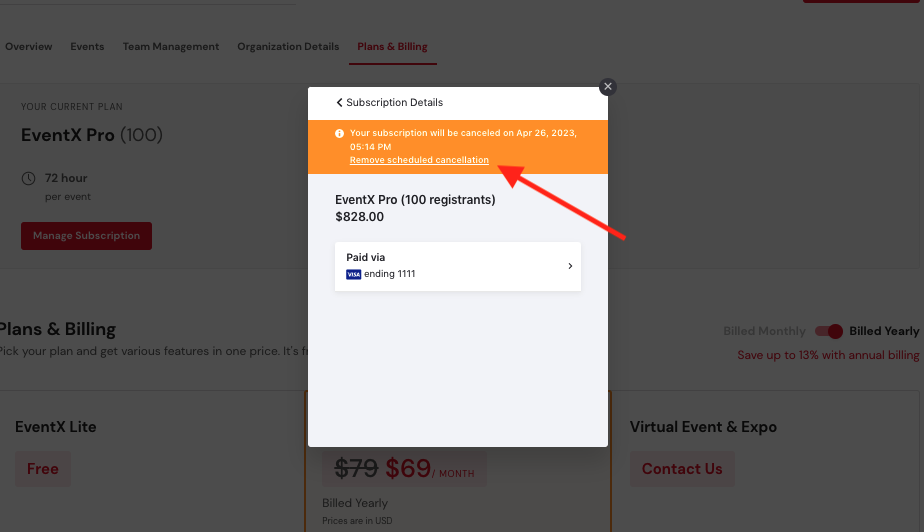 Overview Events Team Management Organization Details Plans & Billing
Subscription Details
YOUR CURRENT PLAN
EventX Pro (100)
72 hour
per event
Manage Subscription
Your subscription will be canceled on Apr 26, 2023,
05:14 PM
Remove scheduled cancellation
EventX Pro (100 registrants)
$828.00
Paid via
VISA ending 1111
Plans & Billing
Pick your plan and get various features in one price. It's
Billed Monthly Billed Yearly
Save up to 13% with annual billing
EventX Lite
Free
$79 $69 / MONTH
Billed Yearly
Prices are in USD
Virtual Event & Expo
Contact Us